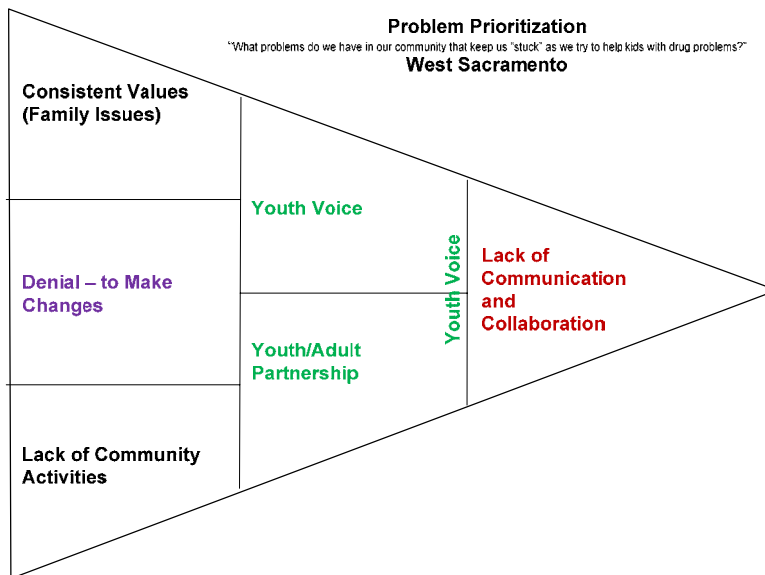 Problem Prioritization
"What problems do we have in our community that keep us "stuck" as we try to help kids with drug problems?"
West Sacramento
Consistent Values
(Family Issues)
Denial – to Make
Changes
Lack of Community
Activities
Youth Voice
Youth/Adult
Partnership
Youth Voice
Lack of
Communication
and
Collaboration